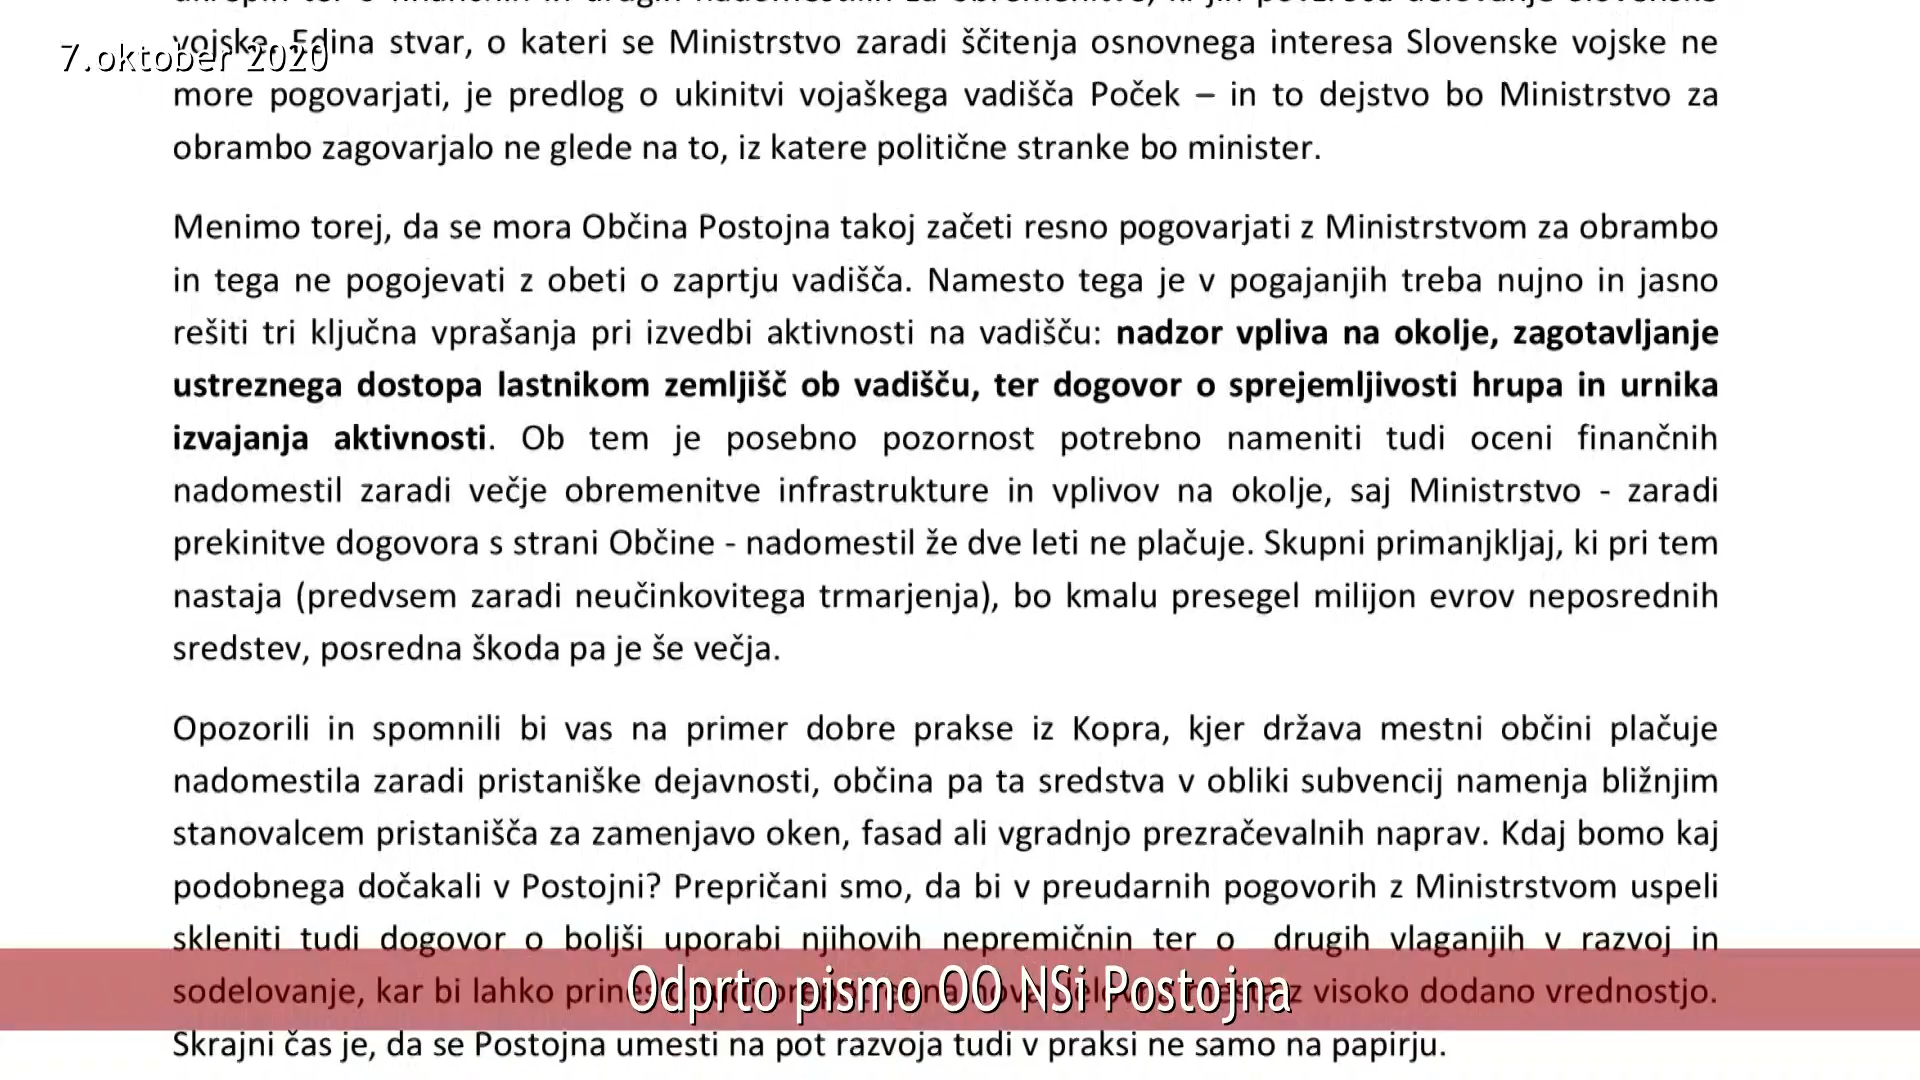 7.oktober 2020
vojske. Edina stvar, o kateri se Ministrstvo zaradi ščitenja osnovnega interesa Slovenske vojske ne
more pogovarjati, je predlog o ukinitvi vojaškega vadišča Poček – in to dejstvo bo Ministrstvo za
obrambo zagovarjalo ne glede na to, iz katere politične stranke bo minister.
Menimo torej, da se mora Občina Postojna takoj začeti resno pogovarjati z Ministrstvom za obrambo
in tega ne pogojevati z obeti o zaprtju vadišča. Namesto tega je v pogajanjih treba nujno in jasno
rešiti tri ključna vprašanja pri izvedbi aktivnosti na vadišču: nadzor vpliva na okolje, zagotavljanje
ustreznega dostopa lastnikom zemljišč ob vadišču, ter dogovor o sprejemljivosti hrupa in urnika
izvajanja aktivnosti. Ob tem je posebno pozornost potrebno nameniti tudi oceni finančnih
nadomestil zaradi večje obremenitve infrastrukture in vplivov na okolje, saj Ministrstvo - zaradi
prekinitve dogovora s strani Občine - nadomestil že dve leti ne plačuje. Skupni primanjkljaj, ki pri tem
nastaja (predvsem zaradi neučinkovitega trmarjenja), bo kmalu presegel milijon evrov neposrednih
sredstev, posredna škoda pa je še večja.
Opozorili in spomnili bi vas na primer dobre prakse iz Kopra, kjer država mestni občini plačuje
nadomestila zaradi pristaniške dejavnosti, občina pa ta sredstva v obliki subvencij namenja bližnjim
stanovalcem pristanišča za zamenjavo oken, fasad ali vgradnjo prezračevalnih naprav. Kdaj bomo kaj
podobnega dočakali v Postojni? Prepričani smo, da bi v preudarnih pogovorih z Ministrstvom uspeli
skleniti tudi dogovor o boljši uporabi njihovih nepremičnin ter o drugih vlaganjih v razvoj in
sodelovanje, kar bi lahko z visoko dodano vrednostjo.
Odprto pismo OO NSi Postojna
Skrajni čas je, da se Postojna umesti na pot razvoja tudi v praksi ne samo na papirju.